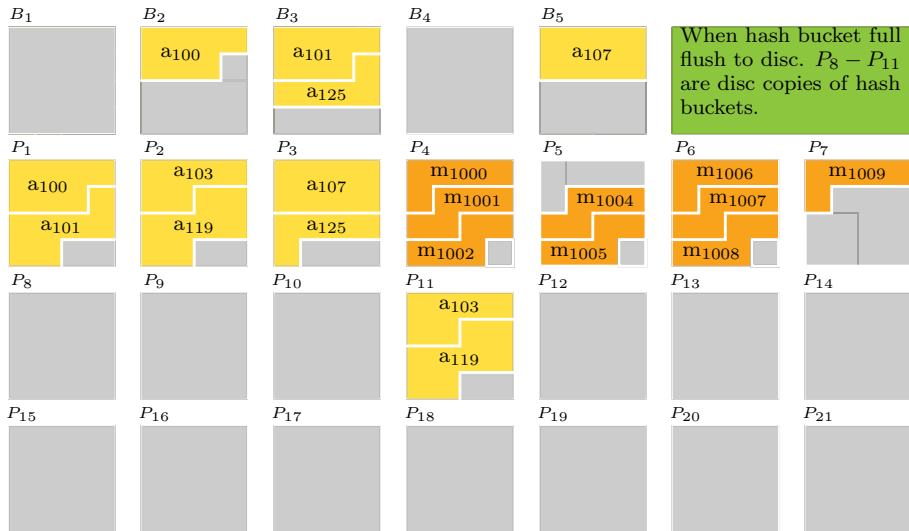 B1 B2 B3 B4 B5
a100 a101 a125 a107
When hash bucket full
flush to disc. P8 − P11
are disc copies of hash
buckets.
P1 P2 P3 P4 P5 P6 P7
a100 a103 a107 m1000 m1006 m1009
m1001 m1004 m1007
a101 a119 a125
m1002 m1005 m1008
P8 P9 P10 P11 P12 P13 P14
a103
a119
P15 P16 P17 P18 P19 P20 P21